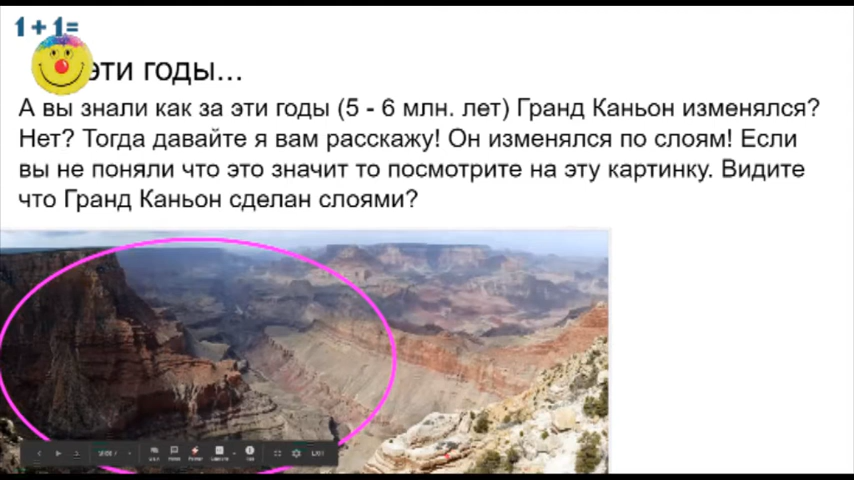 1+1=
эти годы...
А вы знали как за эти годы (5 - 6 млн. лет) Гранд Каньон изменялся?
Нет? Тогда давайте я вам расскажу! Он изменялся по слоям! Если
вы не поняли что это значит то посмотрите на эту картинку. Видите
что Гранд Каньон сделан слоями?